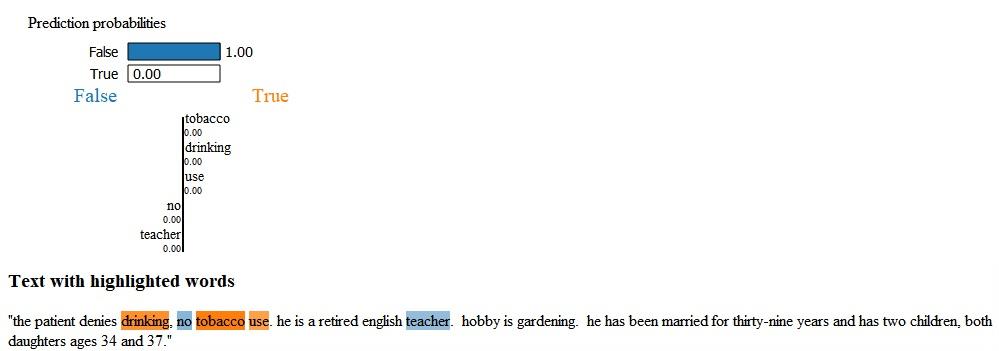 Prediction probabilities
False 1.00
True 0.00
False True
tobacco
0.00
drinking
0.00
use
0.00
no
0.00
teacher
0.00
Text with highlighted words
"the patient denies drinking, no tobacco use. he is a retired english teacher.  hobby is gardening.  he has been married for thirty-nine years and has two children, both
daughters ages 34 and 37."